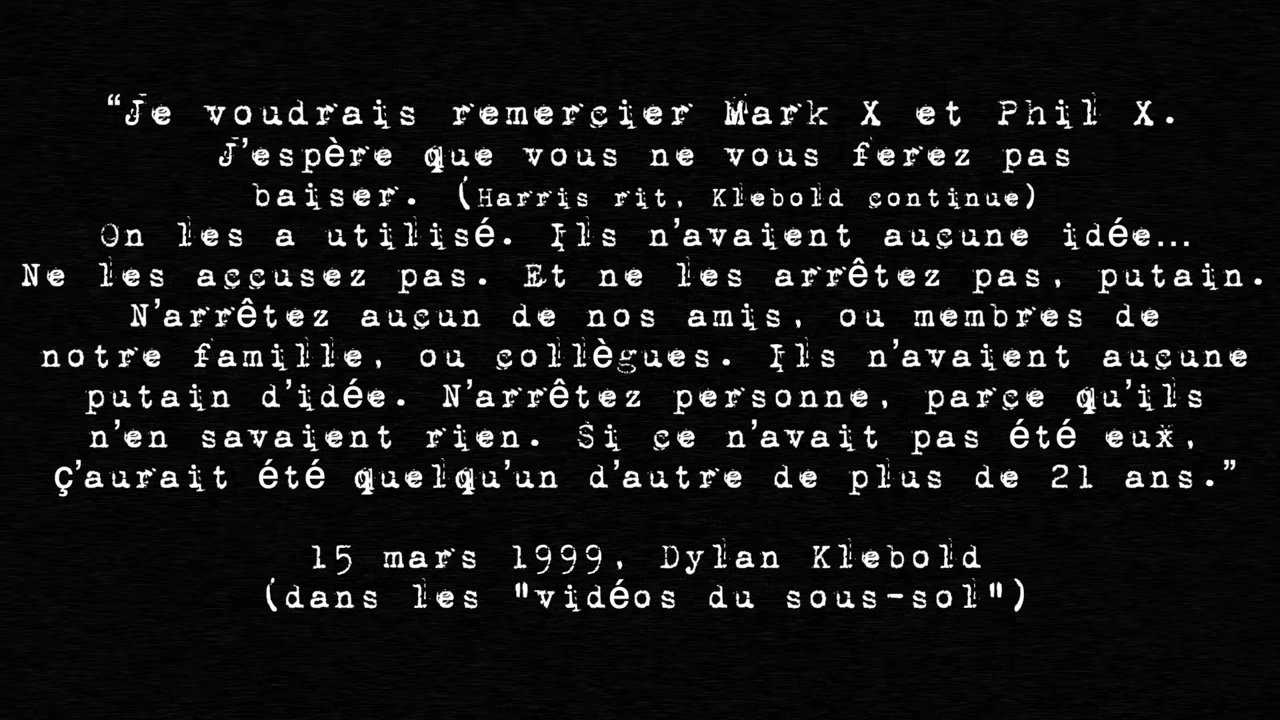 “Je voudrais remercier Mark X et Phil X.
J’espère que vous ne vous ferez pas
baiser. (Harris rit, Klebold continue)
On les a utilisé. Ils n’avaient aucune idée...
Ne les accusez pas. Et ne les arrêtez pas, putain.
N’arrêtez aucun de nos amis, ou membres de
notre famille, ou collègues. Ils n’avaient aucune
putain d’idée. N’arrêtez personne, parce qu’ils
n’en savaient rien. Si ce n’avait pas été eux,
ç’aurait été quelqu’un d’autre de plus de 21 ans.”
15 mars 1999, Dylan Klebold
(dans les "vidéos du sous-sol")